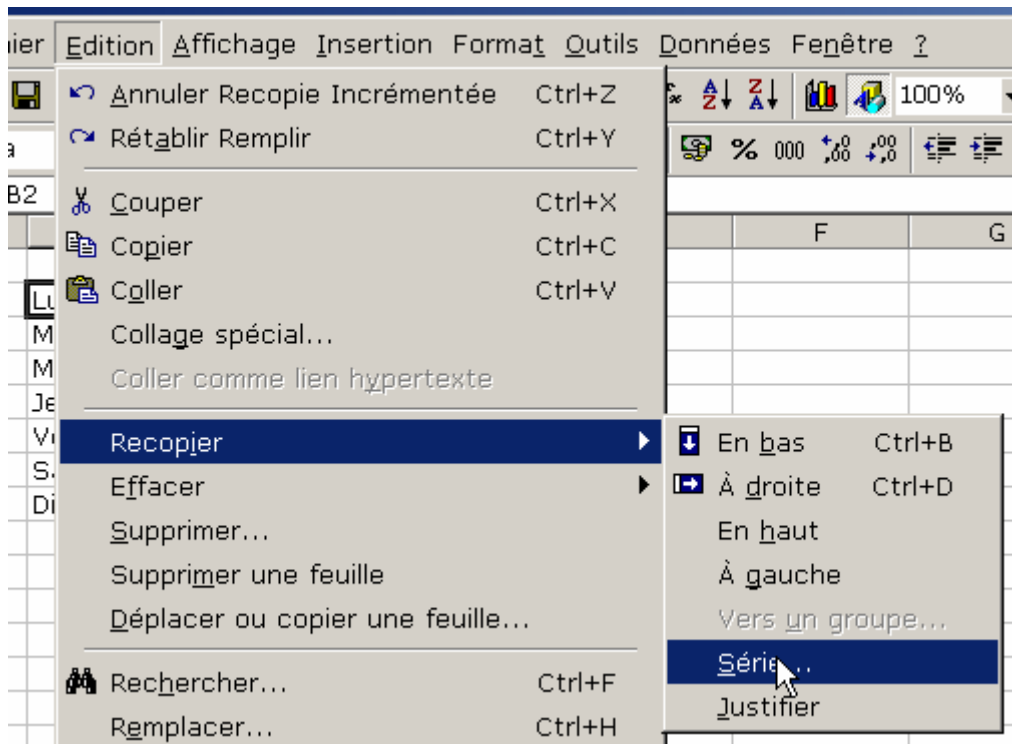 ier Edition Affichage Insertion Format Outils Données Fenêtre ?
Annuler Recopie Incrémentée Ctrl+Z
100%
Rétablir Remplir Ctrl+Y
% 000
B2
Couper Ctrl+X
Copier Ctrl+C
F G
Coller Ctrl+V
Lu
Collage spécial...
M
Coller comme lien hypertexte
M
Je
Recopier
En bas Ctrl+B
Effacer
À droite Ctrl+D
Di
Supprimer...
En haut
Supprimer une feuille
À gauche
Déplacer ou copier une feuille...
Vers un groupe...
Série...
Rechercher... Ctrl+F
Justifier
Remplacer... Ctrl+H